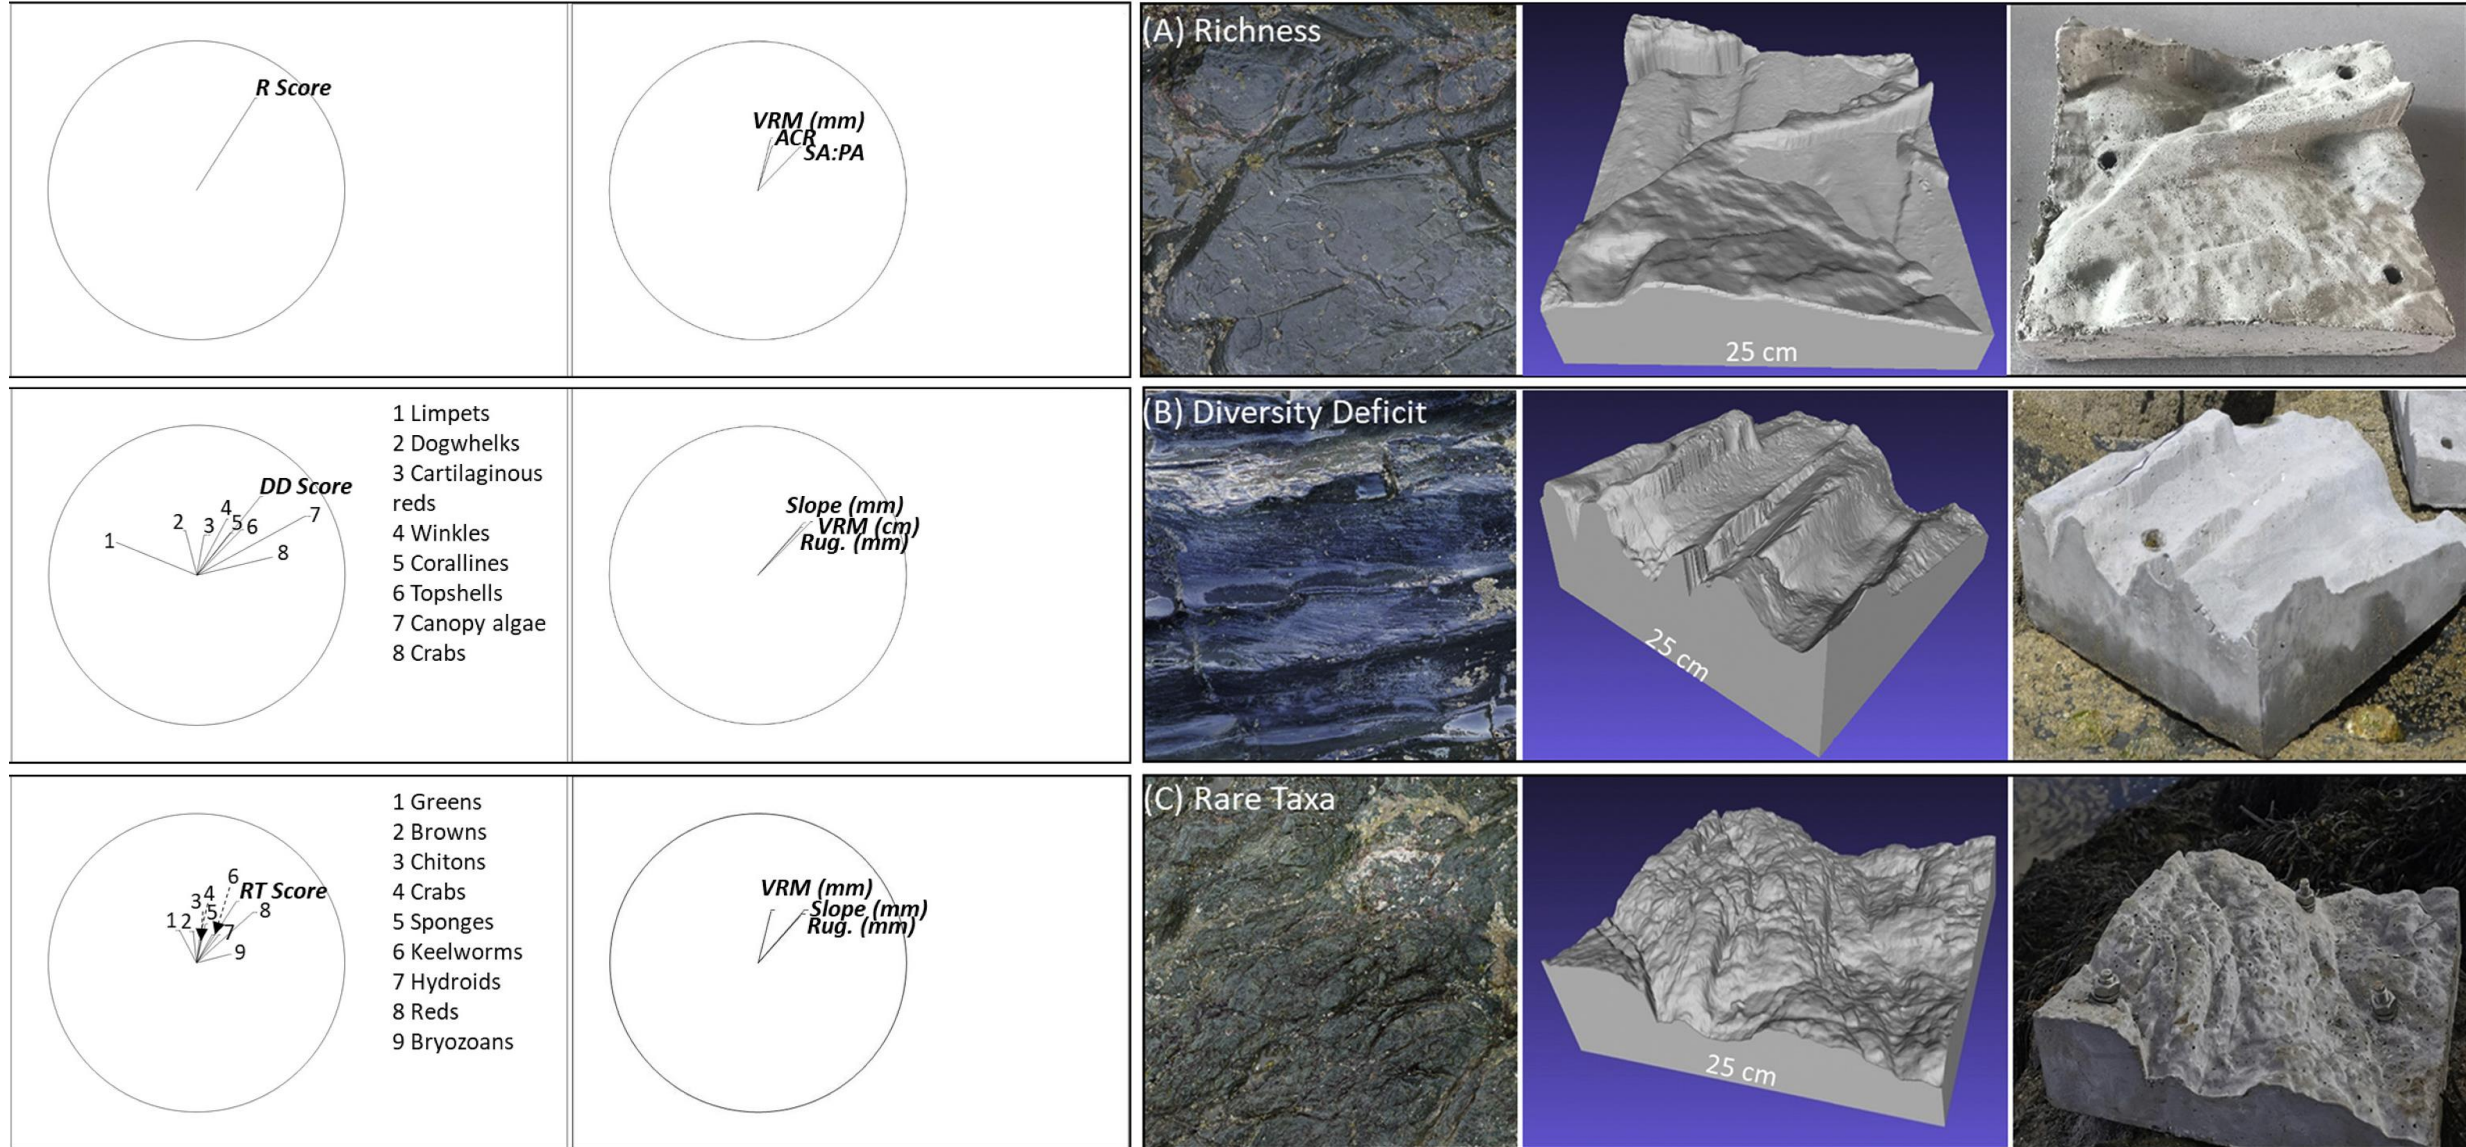 R Score
VRM (mm)
ACR
SA:PA
(A) Richness
25 cm
1 Limpets
2 Dogwhelks
3 Cartilaginous
reds
4 Winkles
5 Corallines
6 Topshells
7 Canopy algae
8 Crabs
DD Score
1
2
3
4
5
6
7
8
Slope (mm)
VRM (cm)
Rug. (mm)
(B) Diversity Deficit
25 cm
1 Greens
2 Browns
3 Chitons
4 Crabs
5 Sponges
6 Keelworms
7 Hydroids
8 Reds
9 Bryozoans
RT Score
1
2
3
4
5
6
7
8
9
VRM (mm)
Slope (mm)
Rug. (mm)
(C) Rare Taxa
25 cm